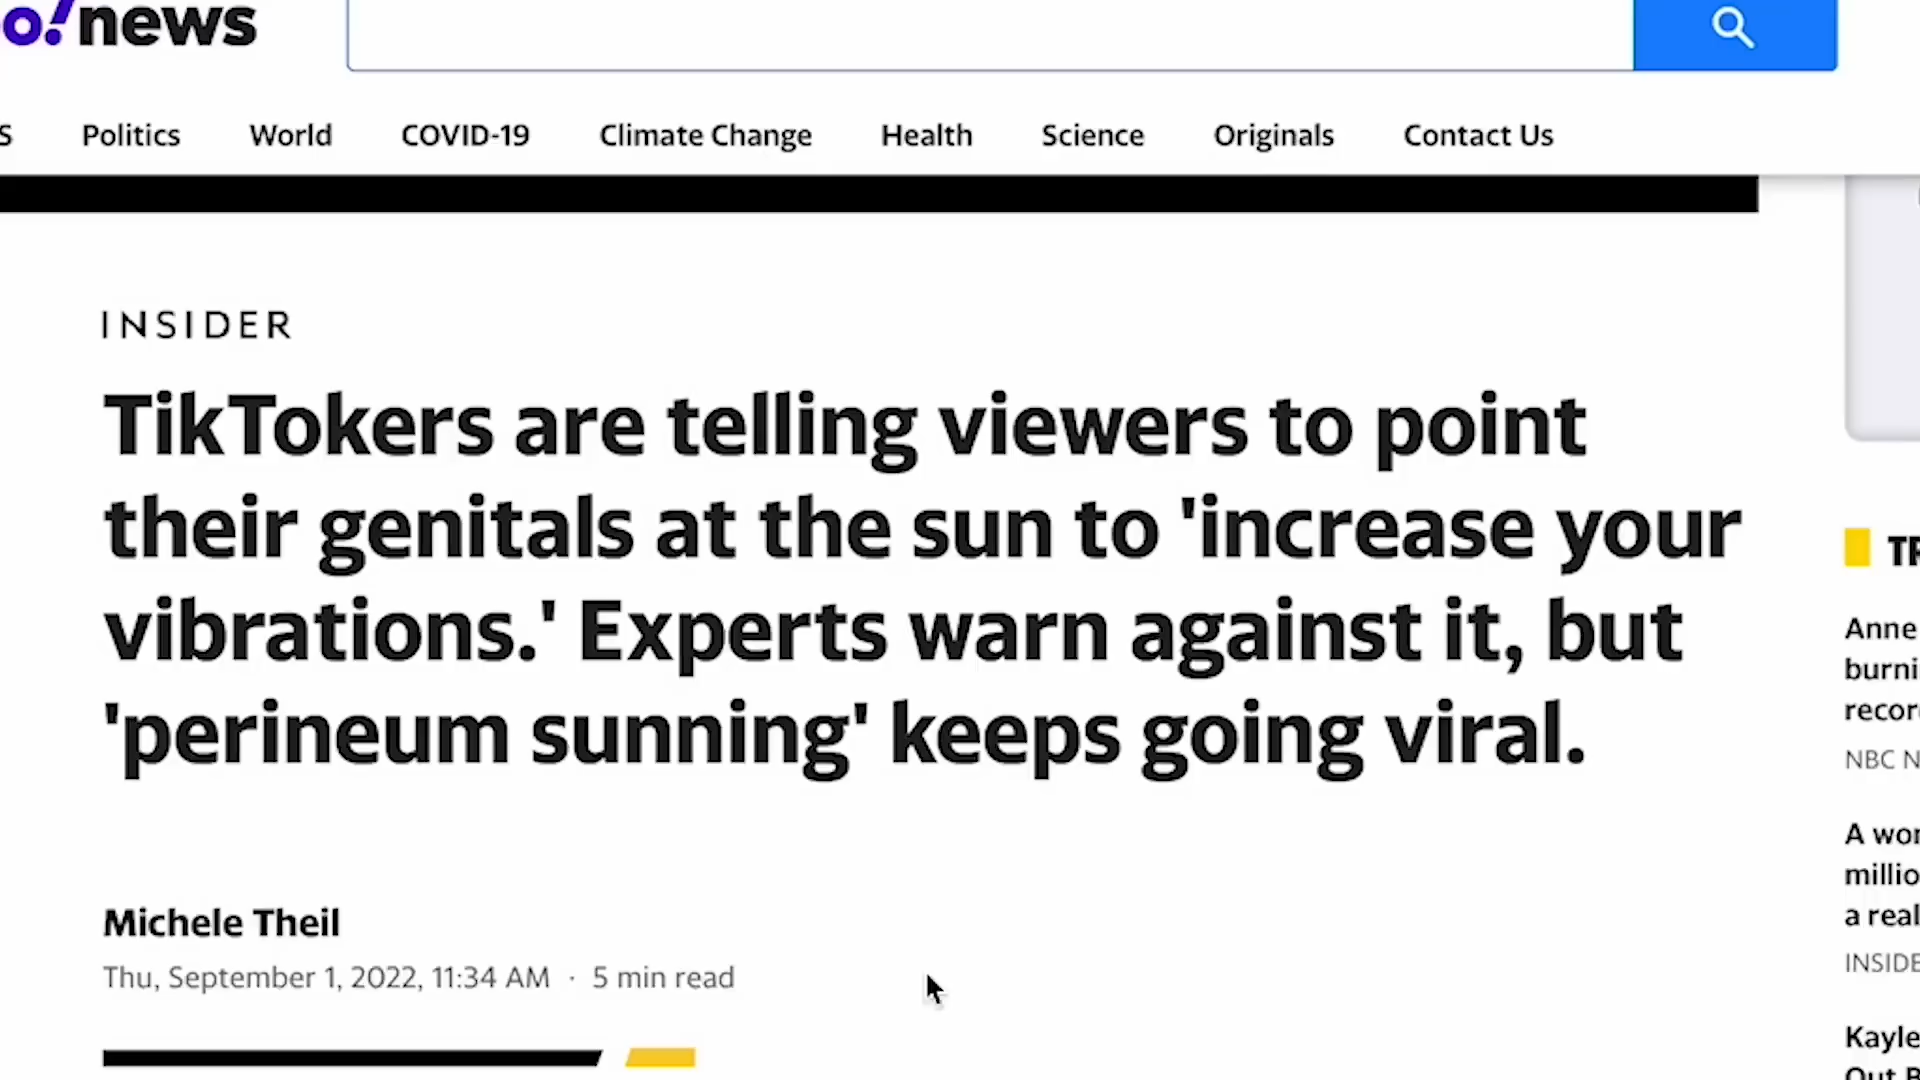 o!news
S Politics World COVID-19 Climate Change Health Science Originals Contact Us
INSIDER
TikTokers are telling viewers to point
their genitals at the sun to 'increase your
vibrations.' Experts warn against it, but
'perineum sunning' keeps going viral.
Michele Theil
Thu, September 1, 2022, 11:34 AM · 5 min read
TR
Anne
burni
recor
NBC N
A wor
millio
a real
INSIDE
Kayle
Out B